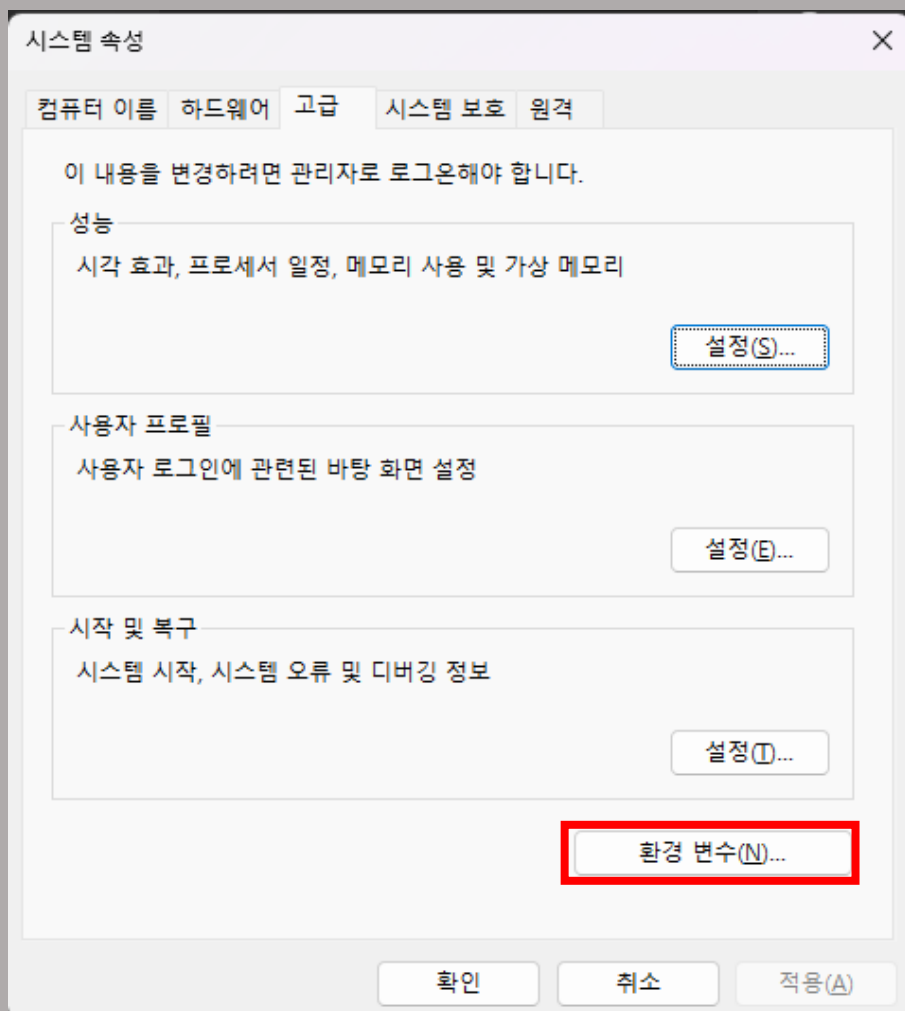 시스템 속성
컴퓨터 이름 하드웨어 고급 시스템 보호 원격
이 내용을 변경하려면 관리자로 로그온해야 합니다.
성능
시각 효과, 프로세서 일정, 메모리 사용 및 가상 메모리
설정(S)...
사용자 프로필
사용자 로그인에 관련된 바탕 화면 설정
설정(E)...
시작 및 복구
시스템 시작, 시스템 오류 및 디버깅 정보
설정(T)...
환경 변수(N)...
확인 취소 적용(A)